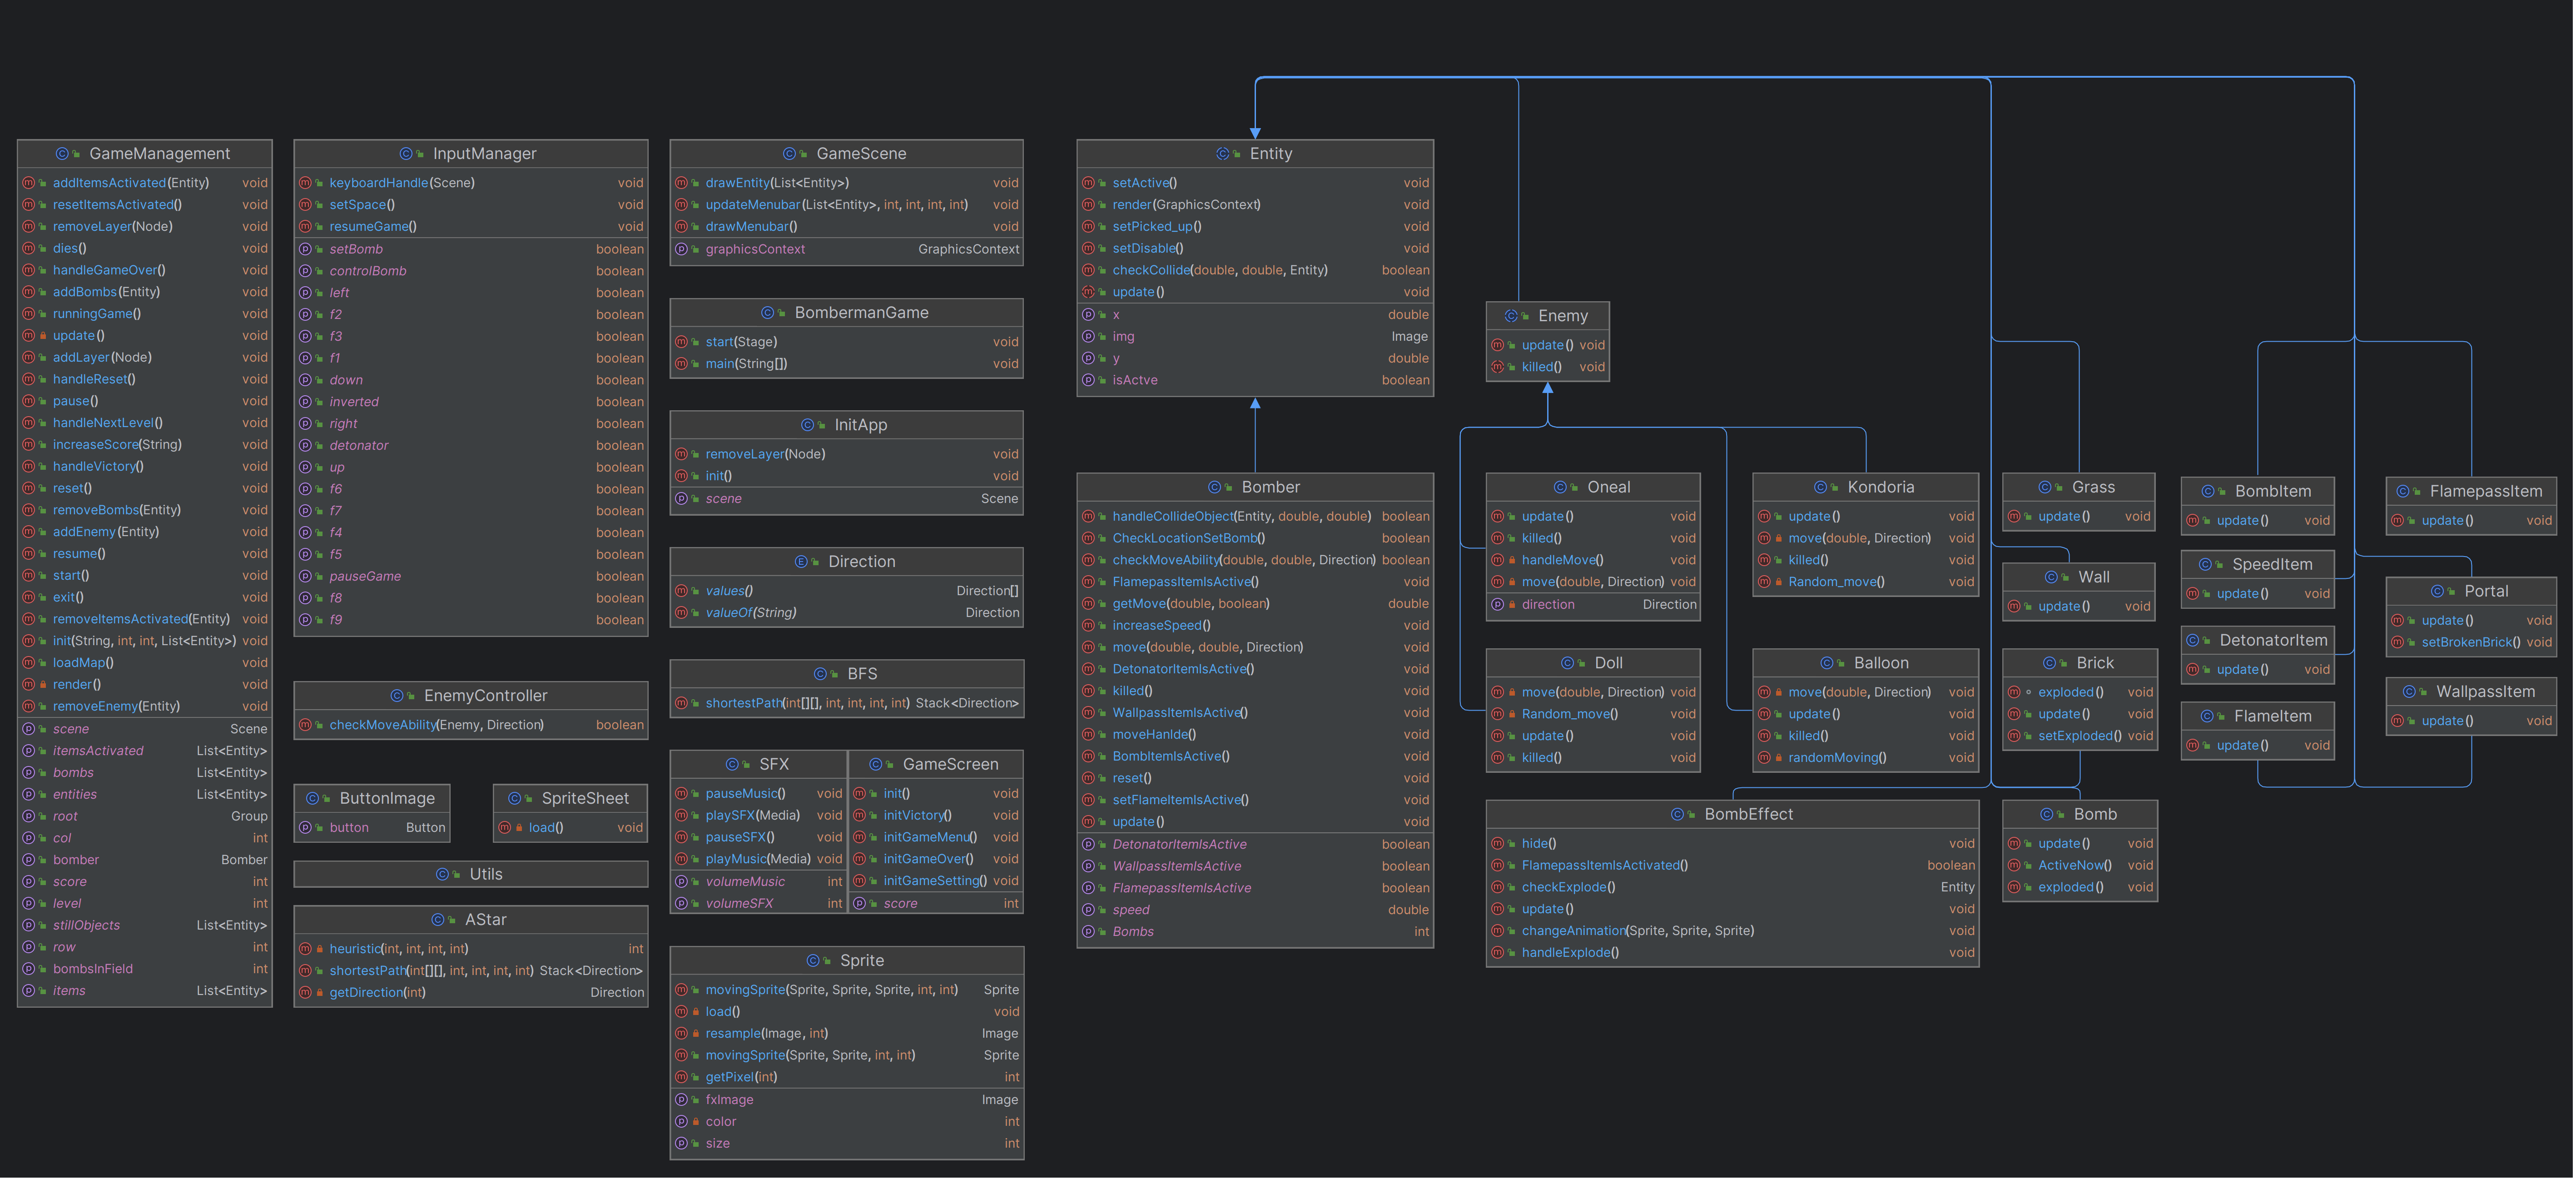 GameManagement
addItemsActivated(Entity) void
resetItemsActivated() void
removeLayer(Node) void
dies() void
handleGameOver() void
addBombs(Entity) void
runningGame() void
update() void
addLayer(Node) void
handleReset() void
pause() void
handleNextLevel() void
increaseScore(String) void
handleVictory() void
reset() void
removeBombs(Entity) void
addEnemy(Entity) void
resume() void
start() void
exit() void
removeItemsActivated(Entity) void
init(String, int, int, List<Entity>) void
loadMap() void
render() void
removeEnemy(Entity) void
scene Scene
itemsActivated List<Entity>
bombs List<Entity>
entities List<Entity>
root Group
col int
bomber Bomber
score int
level int
stillObjects List<Entity>
row int
bombsInField int
items List<Entity>
InputManager
keyboardHandle(Scene) void
setSpace() void
resumeGame() void
setBomb boolean
controlBomb boolean
left boolean
f2 boolean
f3 boolean
f1 boolean
down boolean
inverted boolean
right boolean
detonator boolean
up boolean
f6 boolean
f7 boolean
f4 boolean
f5 boolean
pauseGame boolean
f8 boolean
f9 boolean
EnemyController
checkMoveAbility(Enemy, Direction) boolean
ButtonImage
button Button
SpriteSheet
load() void
Utils
AStar
heuristic(int, int, int, int) int
shortestPath(int[][], int, int, int, int) Stack<Direction>
getDirection(int) Direction
GameScene
drawEntity(List<Entity>) void
updateMenubar(List<Entity>, int, int, int, int) void
drawMenubar() void
graphicsContext GraphicsContext
BombermanGame
start(Stage) void
main(String[]) void
InitApp
removeLayer(Node) void
init() void
scene Scene
Direction
values() Direction[]
valueOf(String) Direction
BFS
shortestPath(int[][], int, int, int, int) Stack<Direction>
SFX
pauseMusic() void
playSFX(Media) void
pauseSFX() void
playMusic(Media) void
volumeMusic int
volumeSFX int
GameScreen
init() void
initVictory() void
initGameMenu() void
initGameOver() void
initGameSetting() void
score int
Sprite
movingSprite(Sprite, Sprite, Sprite, int, int) Sprite
load() void
resample(Image, int) Image
movingSprite(Sprite, Sprite, int, int) Sprite
getPixel(int) int
fxImage Image
color int
size int
Entity
setActive() void
render(GraphicsContext) void
setPicked_up() void
setDisable() void
checkCollide(double, double, Entity) boolean
update() void
x double
img Image
y double
isActve boolean
Bomber
handleCollideObject(Entity, double, double) boolean
CheckLocationSetBomb() boolean
checkMoveAbility(double, double, Direction) boolean
FlamepassItemIsActive() void
getMove(double, boolean) double
increaseSpeed() void
move(double, double, Direction) void
DetonatorItemIsActive() void
killed() void
WallpassItemIsActive() void
moveHanlde() void
BombItemIsActive() void
reset() void
setFlameItemIsActive() void
update() void
DetonatorItemIsActive boolean
WallpassItemIsActive boolean
FlamepassItemIsActive boolean
speed double
Bombs int
Enemy
update() void
killed() void
Oneal
update() void
killed() void
handleMove() void
move(double, Direction) void
direction Direction
Kondoria
update() void
move(double, Direction) void
killed() void
Random_move() void
Doll
move(double, Direction) void
Random_move() void
update() void
killed() void
Balloon
move(double, Direction) void
update() void
killed() void
randomMoving() void
BombEffect
hide() void
FlamepassItemIsActivated() boolean
checkExplode() Entity
update() void
changeAnimation(Sprite, Sprite, Sprite) void
handleExplode() void
Grass
update() void
Wall
update() void
Brick
exploded() void
update() void
setExploded() void
Bomb
update() void
ActiveNow() void
exploded() void
BombItem
update() void
SpeedItem
update() void
DetonatorItem
update() void
FlameItem
update() void
FlamepassItem
update() void
Portal
update() void
setBrokenBrick() void
WallpassItem
update() void